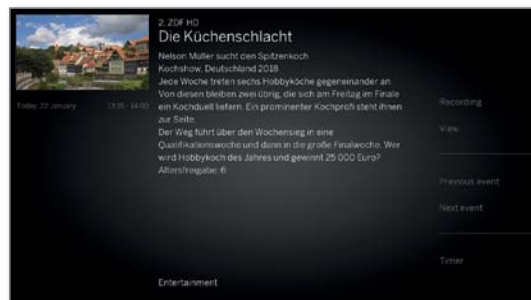 2. ZDF HD
Die Küchenschlacht
Nelson Müller sucht den Spitzenkoch
Kochshow, Deutschland 2018
Jede Woche treten sechs Hobbyköche gegeneinander an.
Von diesen bleiben zwei übrig, die sich am Freitag im Finale
ein Kochduell liefern. Ein prominenter Kochprofi steht ihnen
zur Seite.
Der Weg führt über den Wochensieg in eine
Qualifikationswoche und dann in die große Finalwoche. Wer
wird Hobbykoch des Jahres und gewinnt 25 000 Euro?
Altersfreigabe: 6
Today, 22 January 13:15 - 14:00
Entertainment
Recording
View
Previous event
Next event
Timer